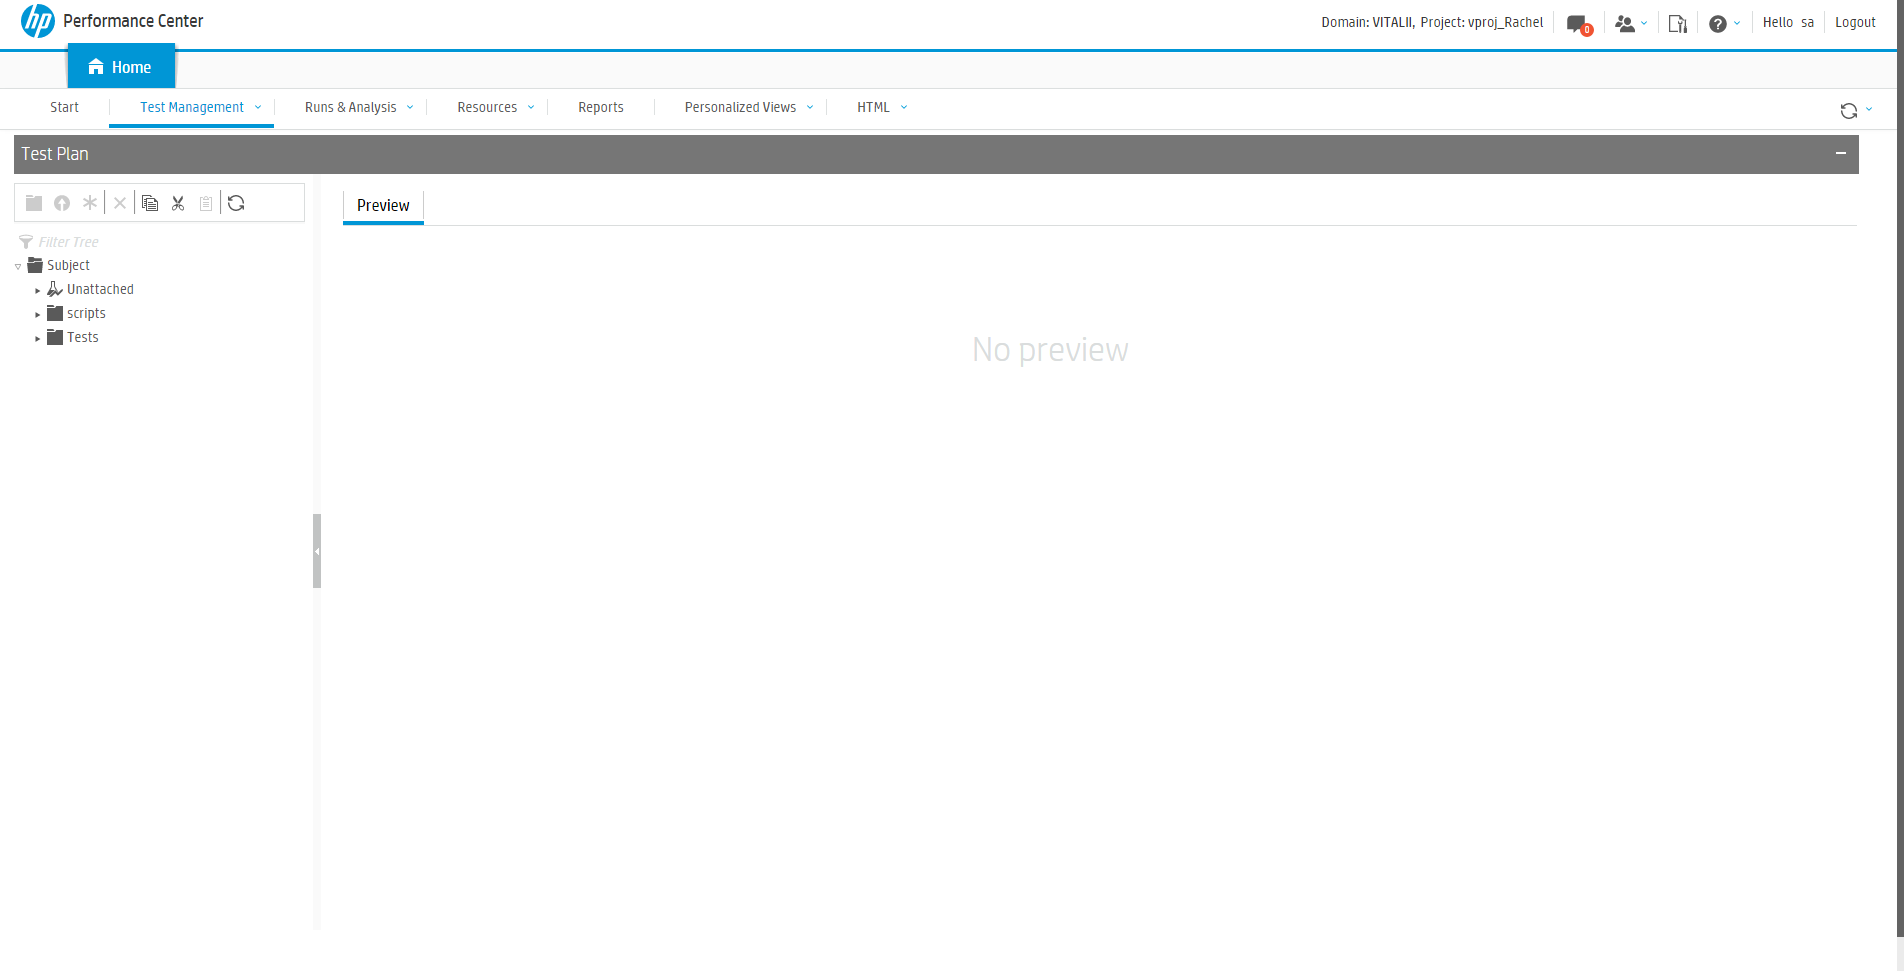 hp Performance Center
Domain: VITALII, Project: vproj_Rachel
0
?
Hello sa
Logout
Home
Start
Test Management
Runs & Analysis
Resources
Reports
Personalized Views
HTML
Test Plan
Preview
Filter Tree
Subject
Unattached
scripts
Tests
No preview